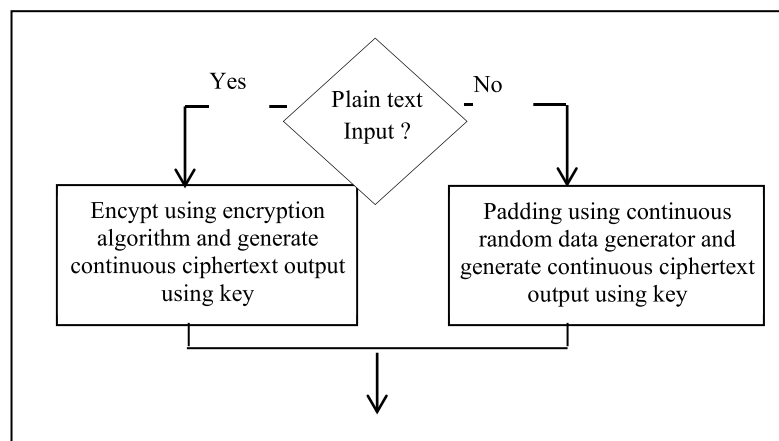 Yes
No
Plain text
Input ?
Encypt using encryption
algorithm and generate
continuous ciphertext output
using key
Padding using continuous
random data generator and
generate continuous ciphertext
output using key